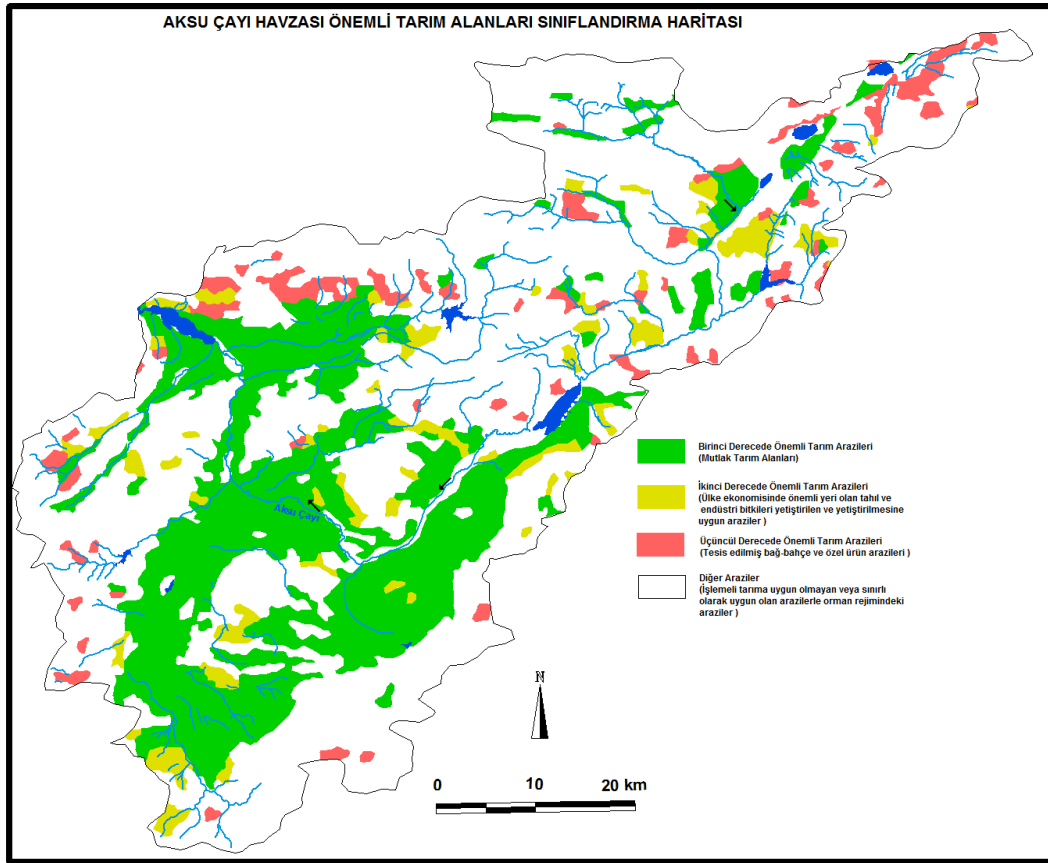 AKSU ÇAYI HAVZASI ÖNEMLİ TARIM ALANLARI SINIFLANDIRMA HARİTASI
Birinci Derecede Önemli Tarım Arazileri
(Mutlak Tarım Alanları)
İkinci Derecede Önemli Tarım Arazileri
(Ülke ekonomisinde önemli yeri olan tahıl ve
endüstri bitkileri yetiştirilen ve yetiştirilmesine
uygun araziler )
Aksu Çayı
Üçüncül Derecede Önemli Tarım Arazileri
(Tesis edilmiş bağ-bahçe ve özel ürün arazileri )
Diğer Araziler
(İşlemeli tarıma uygun olmayan veya sınırlı
olarak uygun olan arazilerle orman rejimindeki
araziler )
N
0 10 20 km